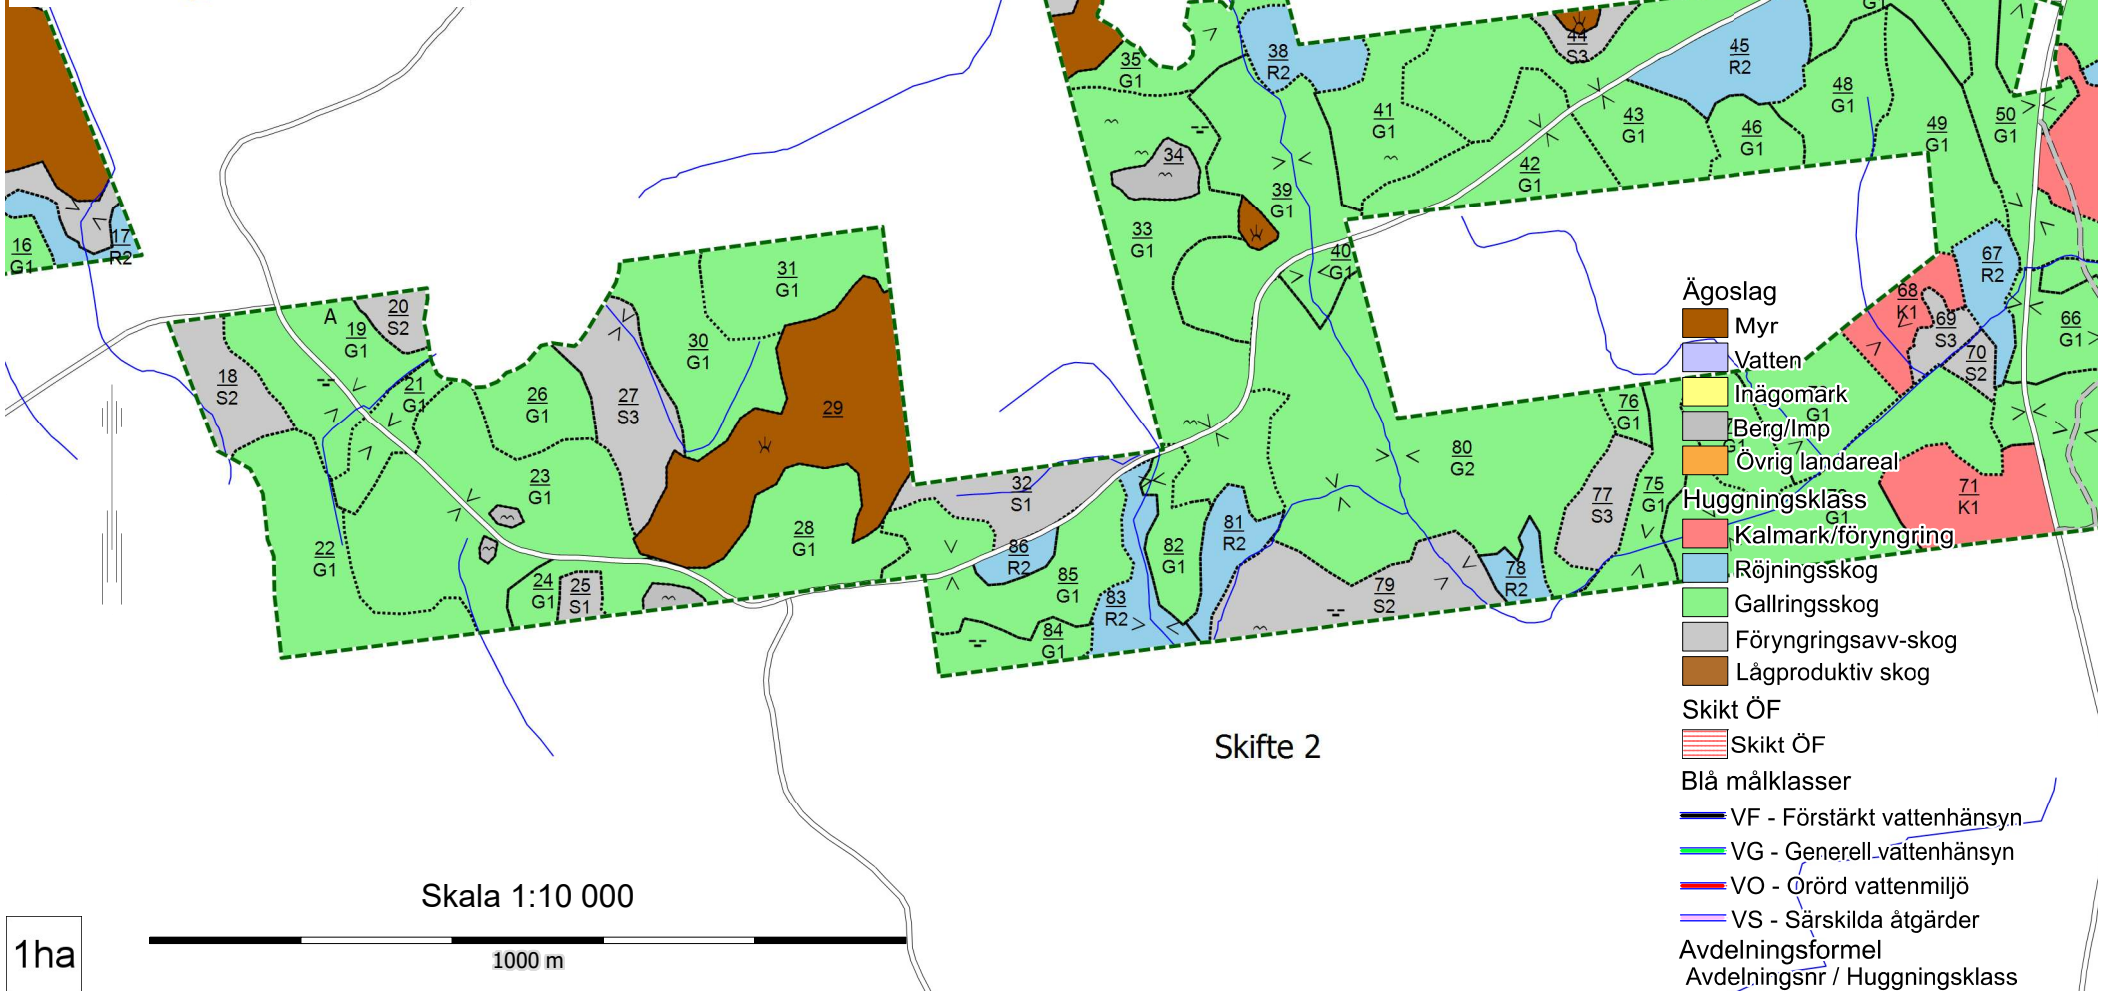 G1
35
G1
38
R2
44
S3
45
R2
34
41
G1
43
G1
46
G1
48
G1
49
G1
50
G1
42
G1
39
G1
33
G1
40
G1
16
G1
17
R2
18
S2
A
19
G1
20
S2
21
G1
22
G1
23
G1
24
G1
25
S1
26
G1
27
S3
28
G1
29
30
G1
31
G1
32
S1
66
G1
67
R2
68
K1
69
S3
70
S2
71
K1
75
G1
76
G1
77
S3
78
R2
79
S2
80
G2
81
R2
82
G1
83
R2
84
G1
85
G1
86
R2
G1
G1
G1
Skifte 2
Skala 1:10 000
1000 m
1ha
Ägoslag
Myr
Vatten
Inägomark
Berg/Imp
Övrig landareal
Huggningsklass
Kalmark/föryngring
Röjningsskog
Gallringsskog
Föryngringsavv-skog
Lågproduktiv skog
Skikt ÖF
Skikt ÖF
Blå målklasser
VF - Förstärkt vattenhänsyn
VG - Generell vattenhänsyn
VO - Orörd vattenmiljö
VS - Särskilda åtgärder
Avdelningsformel
Avdelningsnr / Huggningsklass